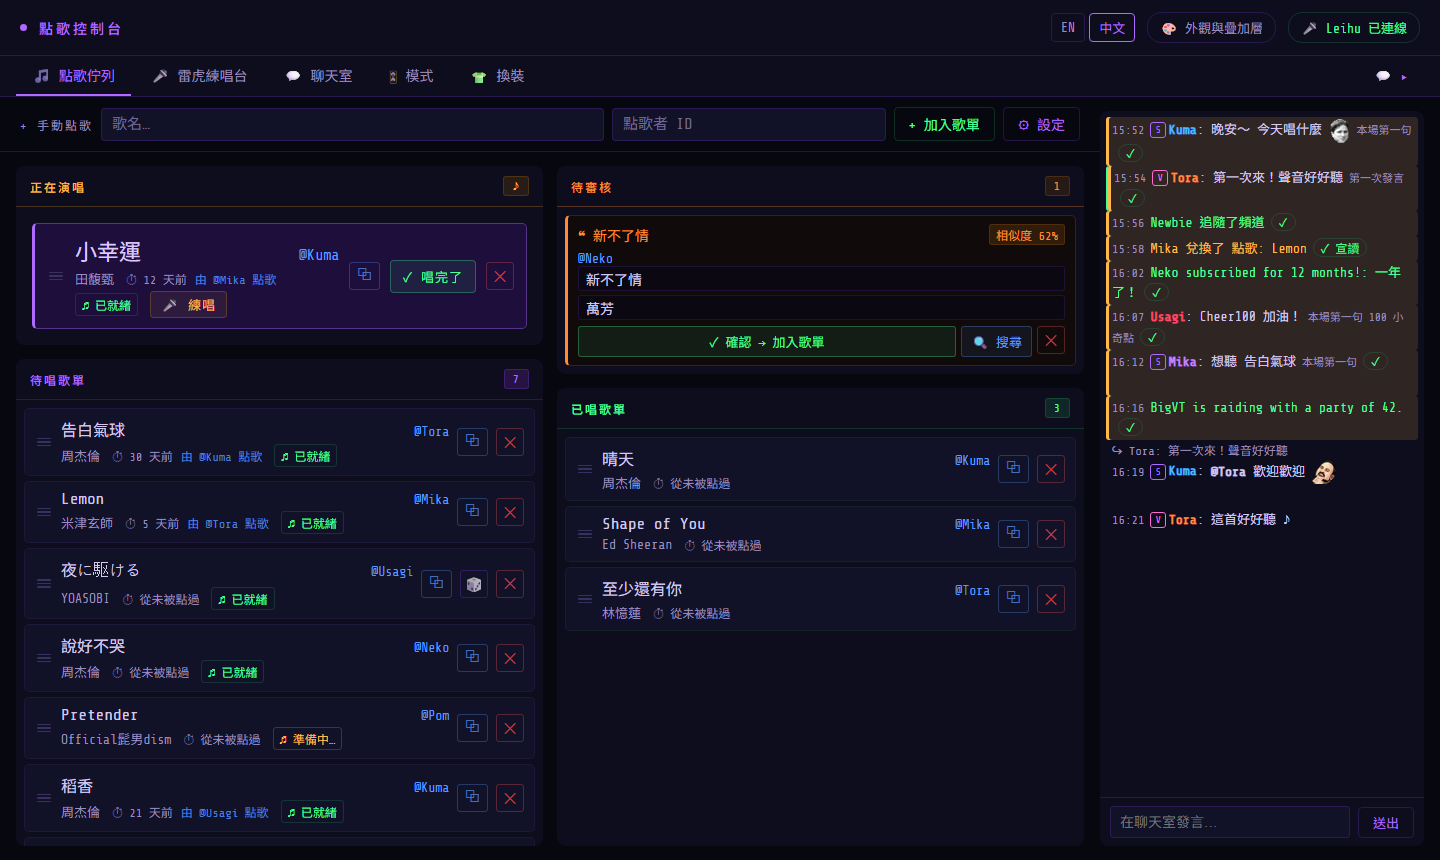 點歌控制台
EN 中文 外觀與疊加層 Leihu 已連線
點歌佇列 雷虎練唱台 聊天室 模式 換裝
+ 手動點歌 歌名… 點歌者 ID + 加入歌單 設定
正在演唱 ♪
小幸運 @Kuma
田馥甄 12 天前 由 @Mika 點歌
♬ 已就緒 練唱
✓ 唱完了
待唱歌單 7
告白氣球 @Tora
周杰倫 30 天前 由 @Kuma 點歌 ♬ 已就緒
Lemon @Mika
米津玄師 5 天前 由 @Tora 點歌 ♬ 已就緒
夜に駆ける @Usagi
YOASOBI 從未被點過 ♬ 已就緒
說好不哭 @Neko
周杰倫 從未被點過 ♬ 已就緒
Pretender @Pom
Official髭男dism 從未被點過 ♬ 準備中…
稻香 @Kuma
周杰倫 21 天前 由 @Usagi 點歌 ♬ 已就緒
待審核 1
❝ 新不了情 相似度 62%
@Neko
新不了情
萬芳
✓ 確認 → 加入歌單 搜尋
已唱歌單 3
晴天 @Kuma
周杰倫 從未被點過
Shape of You @Mika
Ed Sheeran 從未被點過
至少還有你 @Tora
林憶蓮 從未被點過
15:52 S Kuma: 晚安～ 今天唱什麼 本場第一句
✓
15:54 V Tora: 第一次來！聲音好好聽 第一次發言
✓
15:56 Newbie 追隨了頻道 ✓
15:58 Mika 兌換了 點歌: Lemon ✓ 宣讀
16:02 Neko subscribed for 12 months!: 一年
了！ ✓
16:07 Usagi: Cheer100 加油！ 本場第一句 100 小
奇點 ✓
16:12 S Mika: 想聽 告白氣球 本場第一句 ✓
16:16 BigVT is raiding with a party of 42.
✓
↪ Tora: 第一次來！聲音好好聽
16:19 S Kuma: @Tora 歡迎歡迎
16:21 V Tora: 這首好好聽 ♪
在聊天室發言… 送出